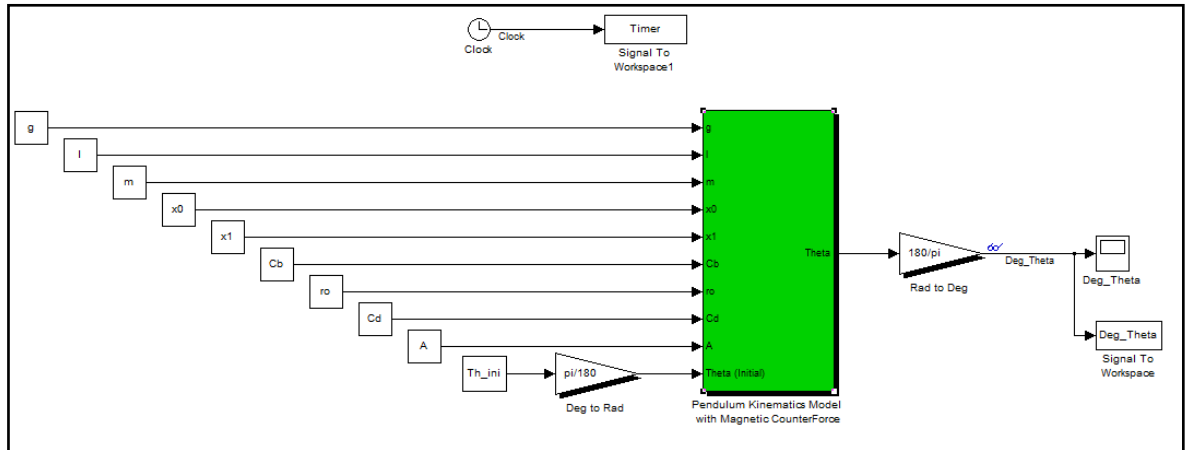 Timer
Clock
Clock
Signal To
Workspace1
g
g
l
l
m
m
x0
x0
x1
x1
Cb
Cb
Theta
180/pi
Deg_Theta
Rad to Deg
Deg_Theta
ro
ro
Cd
Cd
Deg_Theta
Signal To
Workspace
A
A
Th_ini
pi/180
Theta (Initial)
Deg to Rad
Pendulum Kinematics Model
with Magnetic CounterForce